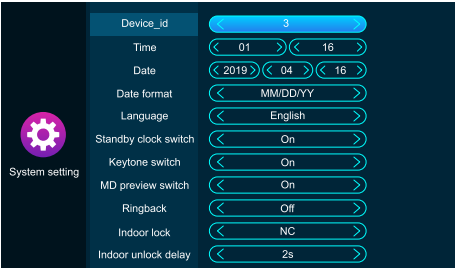 Device_id 3
Time 01 16
Date 2019 04 16
Date format MM/DD/YY
Language English
Standby clock switch On
Keytone switch On
System setting
MD preview switch On
Ringback Off
Indoor lock NC
Indoor unlock delay 2s